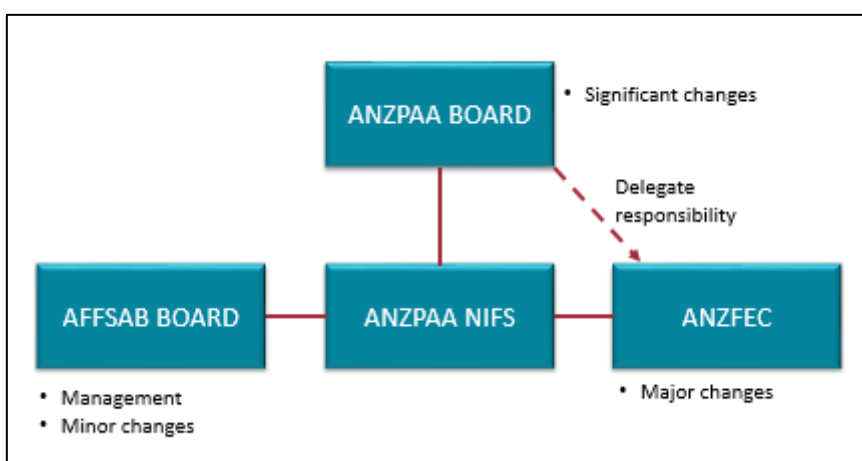 ANZPAA BOARD
• Significant changes
Delegate
responsibility
AFFSAB BOARD
ANZPAA NIFS
ANZFEC
• Management
• Minor changes
• Major changes